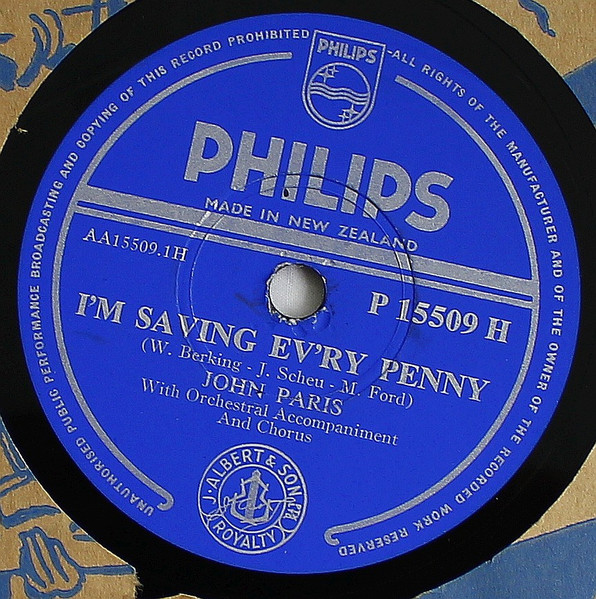 UNAUTHORISED PUBLIC PERFORMANCE BROADCASTING AND COPYING OF THIS RECORD PROHIBITED - ALL RIGHTS OF THE MANUFACTURER AND OF THE OWNER OF THE RECORDED WORK RESERVED
PHILIPS
PHILIPS
MADE IN NEW ZEALAND
AA15509.1H
P 15509 H
I'M SAVING EV'RY PENNY
(W. Berking - J. Scheu - M. Ford)
JOHN PARIS
With Orchestral Accompaniment
And Chorus
J. ALBERT & SON
ROYALTY